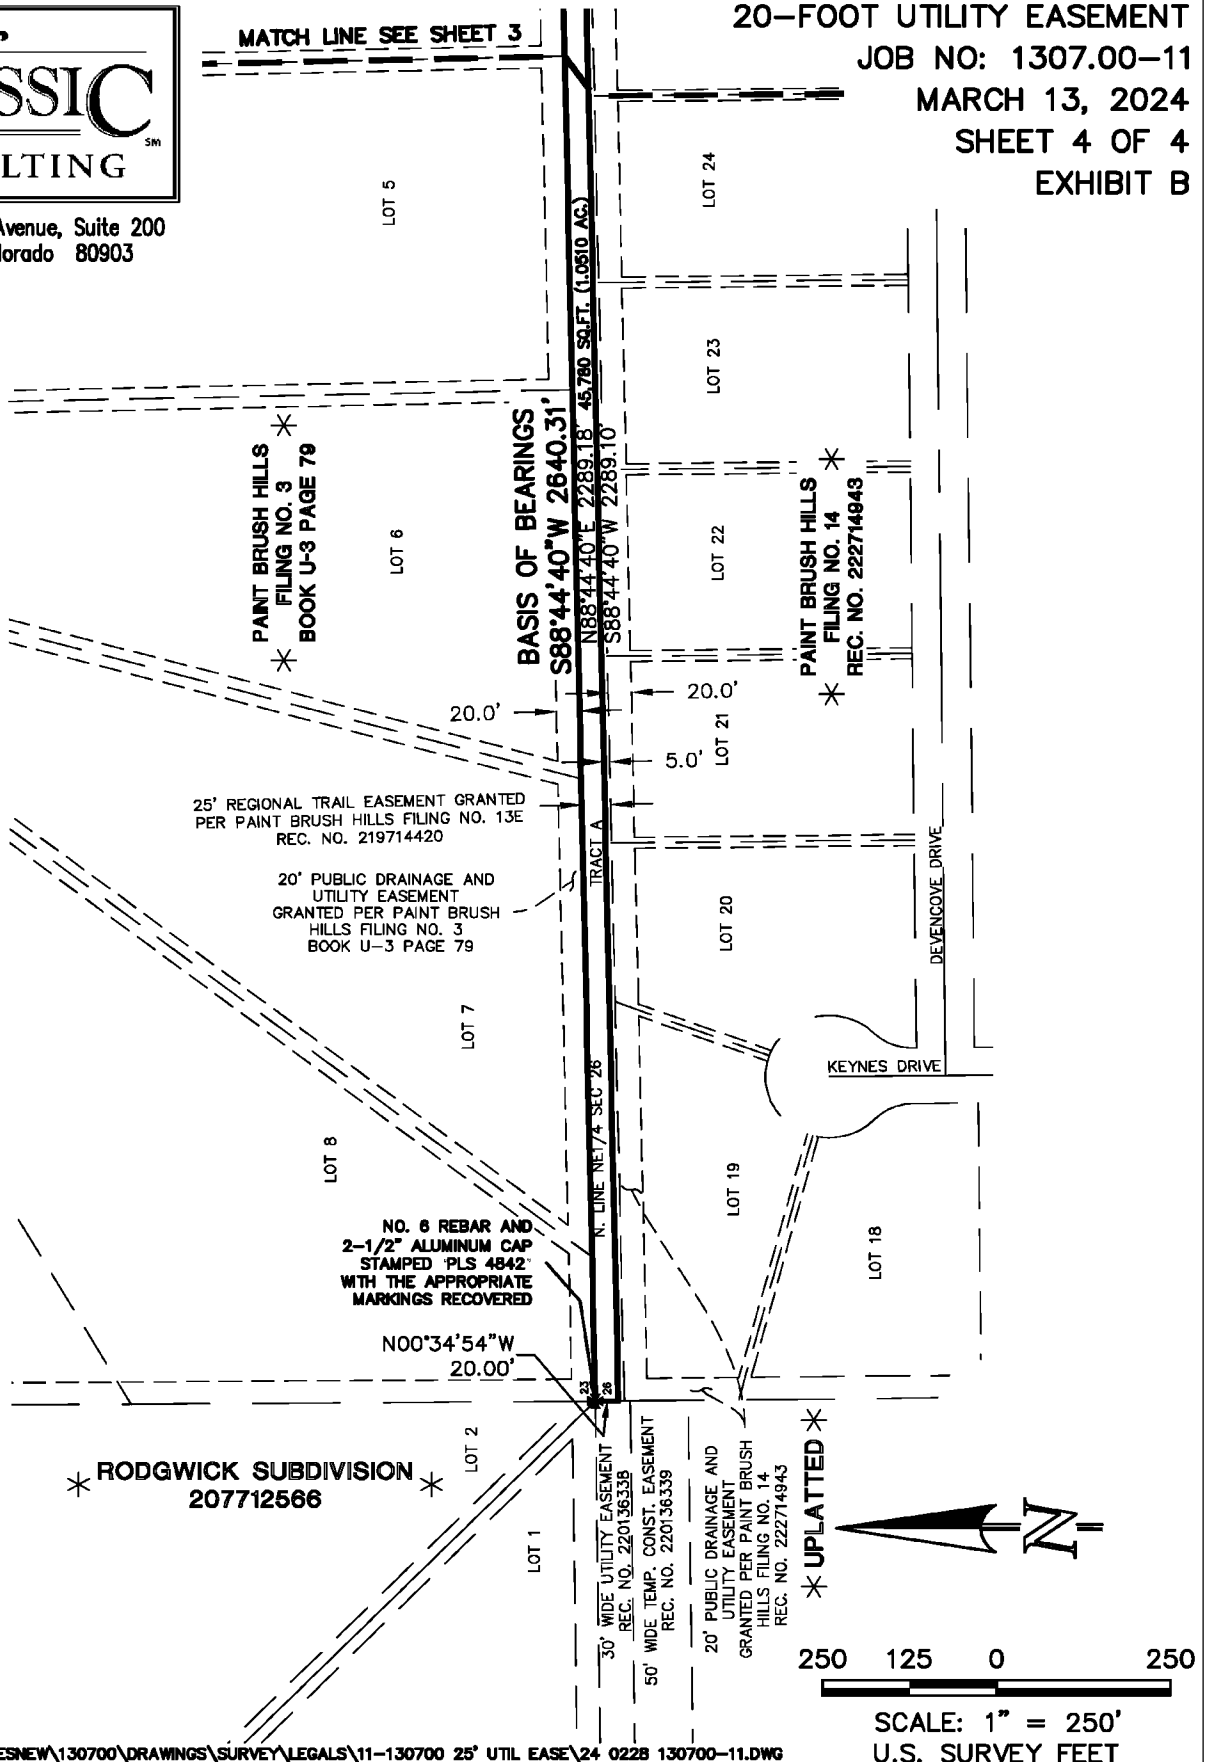 20-FOOT UTILITY EASEMENT
JOB NO: 1307.00-11
MARCH 13, 2024
SHEET 4 OF 4
EXHIBIT B
SSIC
SM
LTING
Avenue, Suite 200
80903
MATCH LINE SEE SHEET 3
LOT 5
LOT 24
45,780 SQ.FT. (1.0510 AC.)
LOT 23
BASIS OF BEARINGS
S88°44'40"W 2640.31'
N88°44'40"E 2289.18'
S88°44'40"W 2289.10'
PAINT BRUSH HILLS
FILING NO. 3
BOOK U-3 PAGE 79
LOT 6
LOT 22
PAINT BRUSH HILLS
FILING NO. 14
REC. NO. 222714943
20.0'
20.0'
LOT 21
5.0'
25' REGIONAL TRAIL EASEMENT GRANTED
PER PAINT BRUSH HILLS FILING NO. 13E
REC. NO. 219714420
TRACT A
20' PUBLIC DRAINAGE AND
UTILITY EASEMENT
GRANTED PER PAINT BRUSH
HILLS FILING NO. 3
BOOK U-3 PAGE 79
LOT 20
DEVENCOVE DRIVE
LOT 7
KEYNES DRIVE
N. LINE NE1/4 SEC 26
LOT 8
LOT 19
LOT 18
NO. 6 REBAR AND
2-1/2" ALUMINUM CAP
STAMPED "PLS 4842"
WITH THE APPROPRIATE
MARKINGS RECOVERED
N00°34'54"W
20.00'
23
26
LOT 2
RODGWICK SUBDIVISION
207712566
LOT 1
30' WIDE UTILITY EASEMENT
REC. NO. 220136338
50' WIDE TEMP. CONST. EASEMENT
REC. NO. 220136339
20' PUBLIC DRAINAGE AND
UTILITY EASEMENT
GRANTED PER PAINT BRUSH
HILLS FILING NO. 14
REC. NO. 222714943
UPLATTED
N
250 125 0 250
SCALE: 1" = 250'
U.S. SURVEY FEET
ESNEW\130700\DRAWINGS\SURVEY\LEGALS\11-130700 25' UTIL EASE\24 0228 130700-11.DWG